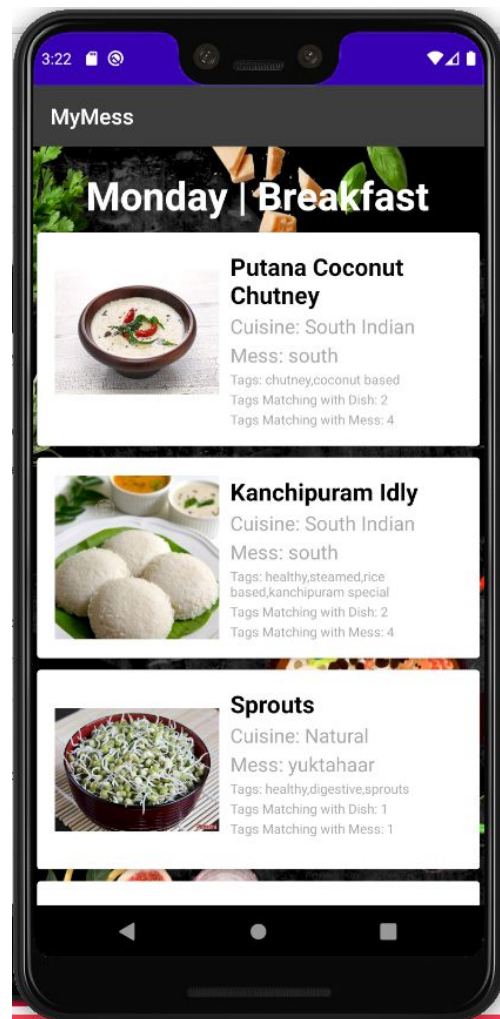 3:22
MyMess
Monday | Breakfast
Putana Coconut
Chutney
Cuisine: South Indian
Mess: south
Tags: chutney,coconut based
Tags Matching with Dish: 2
Tags Matching with Mess: 4
Kanchipuram Idly
Cuisine: South Indian
Mess: south
Tags: healthy,steamed,rice
based,kanchipuram special
Tags Matching with Dish: 2
Tags Matching with Mess: 4
Sprouts
Cuisine: Natural
Mess: yuktahaar
Tags: healthy,digestive,sprouts
Tags Matching with Dish: 1
Tags Matching with Mess: 1